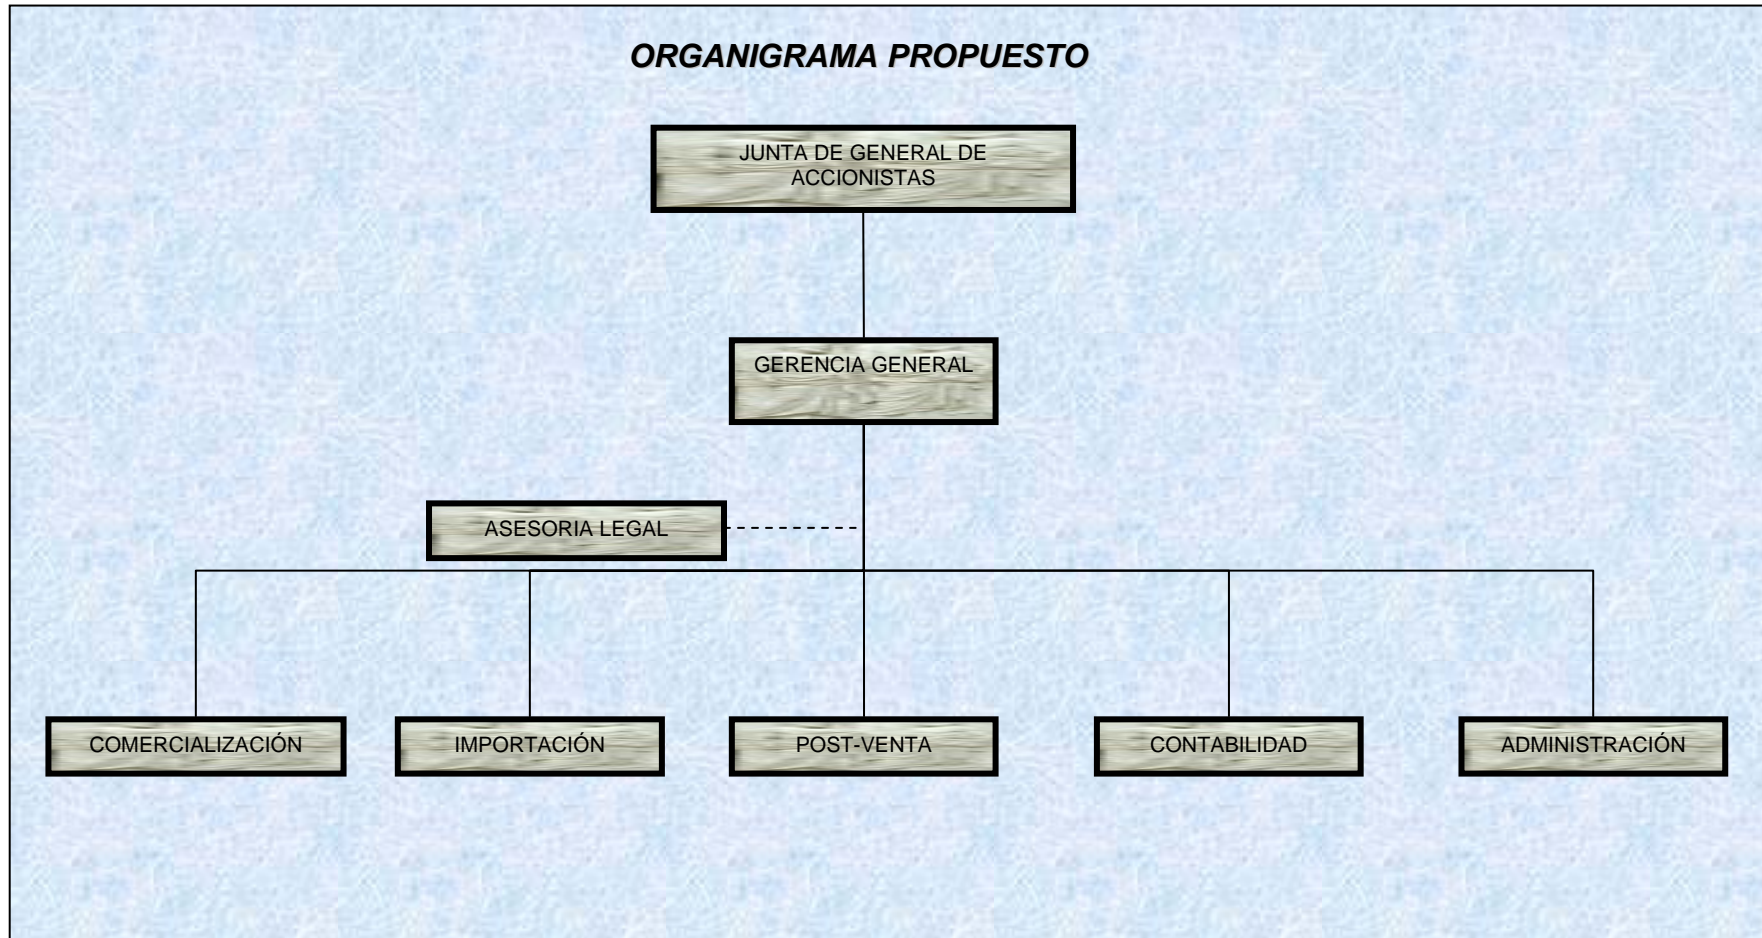 ORGANIGRAMA PROPUESTO
JUNTA DE GENERAL DE
ACCIONISTAS
GERENCIA GENERAL
ASESORIA LEGAL
COMERCIALIZACIÓN
IMPORTACIÓN
POST-VENTA
CONTABILIDAD
ADMINISTRACIÓN